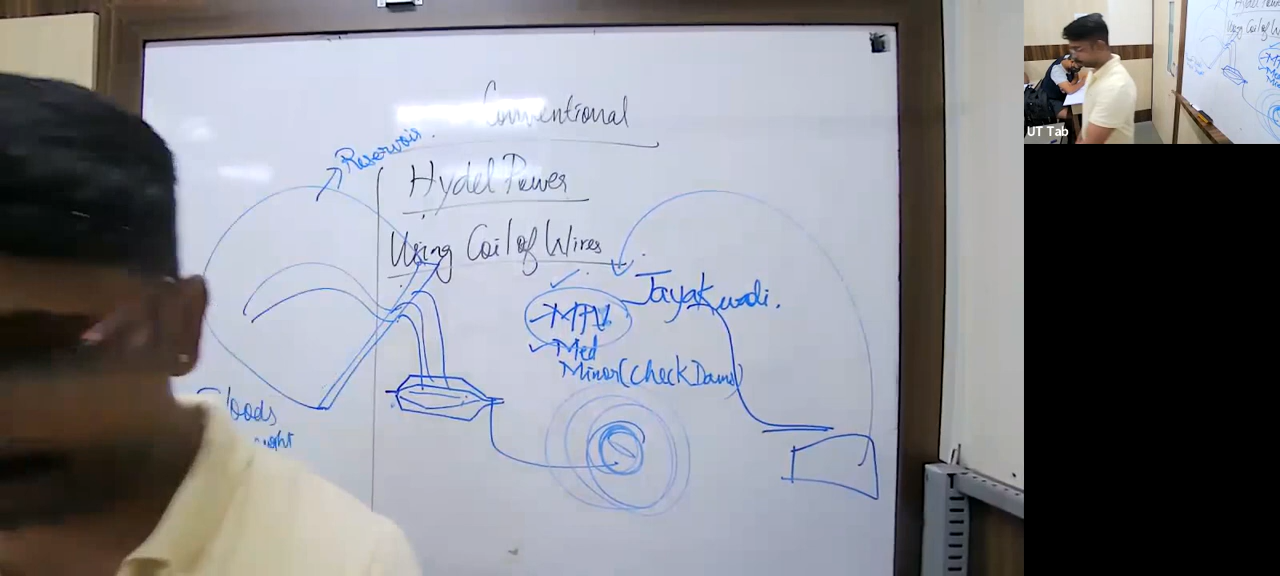 Conventional
Reservoir.
Hydel Power
Using Coil of Wires
Jayakwadi.
MPV
Med
Minor (Check Dams)
Floods
UT Tab